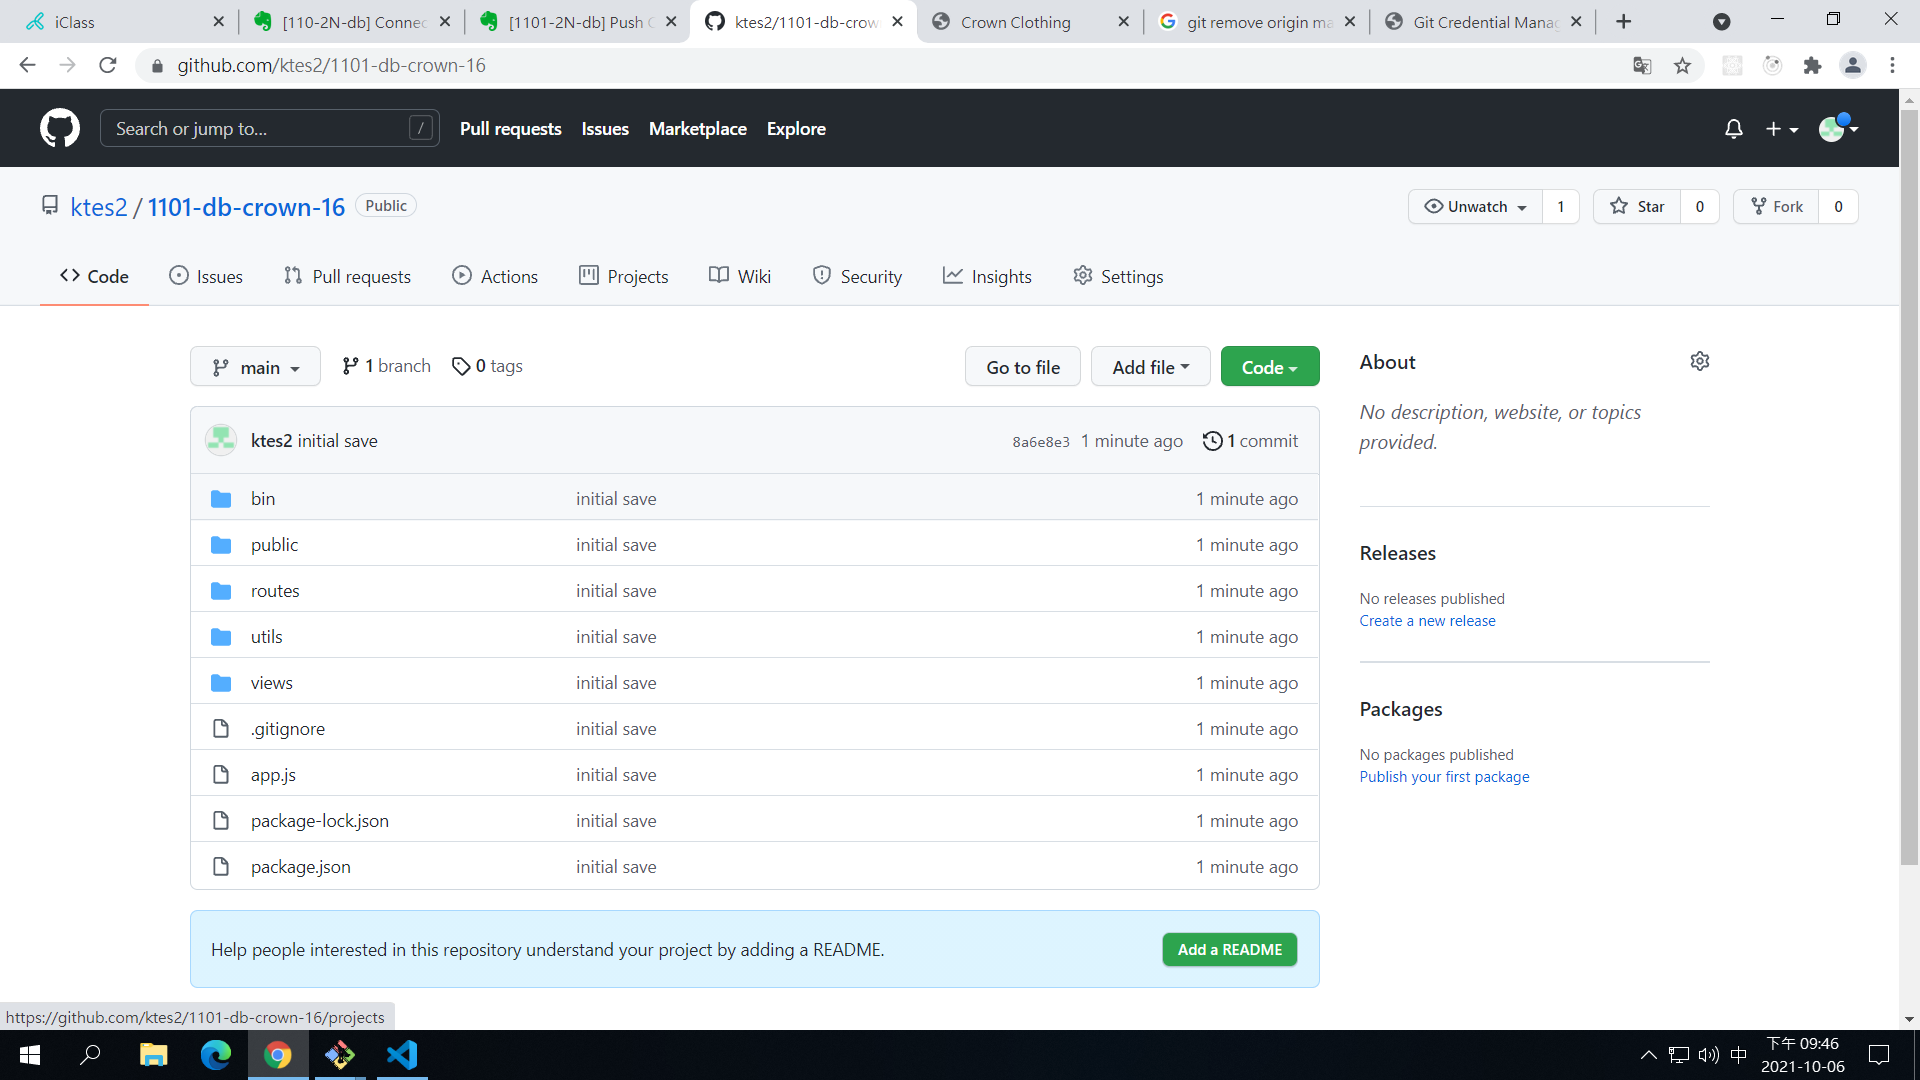 iClass
[110-2N-db] Connec
[1101-2N-db] Push
ktes2/1101-db-crow
Crown Clothing
git remove origin ma
Git Credential Manag
github.com/ktes2/1101-db-crown-16
Search or jump to... /
Pull requests Issues Marketplace Explore
ktes2 / 1101-db-crown-16 Public
Unwatch 1 Star 0 Fork 0
Code Issues Pull requests Actions Projects Wiki Security Insights Settings
main 1 branch 0 tags Go to file Add file Code
ktes2 initial save 8a6e8e3 1 minute ago 1 commit
bin initial save 1 minute ago
public initial save 1 minute ago
routes initial save 1 minute ago
utils initial save 1 minute ago
views initial save 1 minute ago
.gitignore initial save 1 minute ago
app.js initial save 1 minute ago
package-lock.json initial save 1 minute ago
package.json initial save 1 minute ago
Help people interested in this repository understand your project by adding a README. Add a README
About
No description, website, or topics
provided.
Releases
No releases published
Create a new release
Packages
No packages published
Publish your first package
https://github.com/ktes2/1101-db-crown-16/projects
中
下午 09:46
2021-10-06